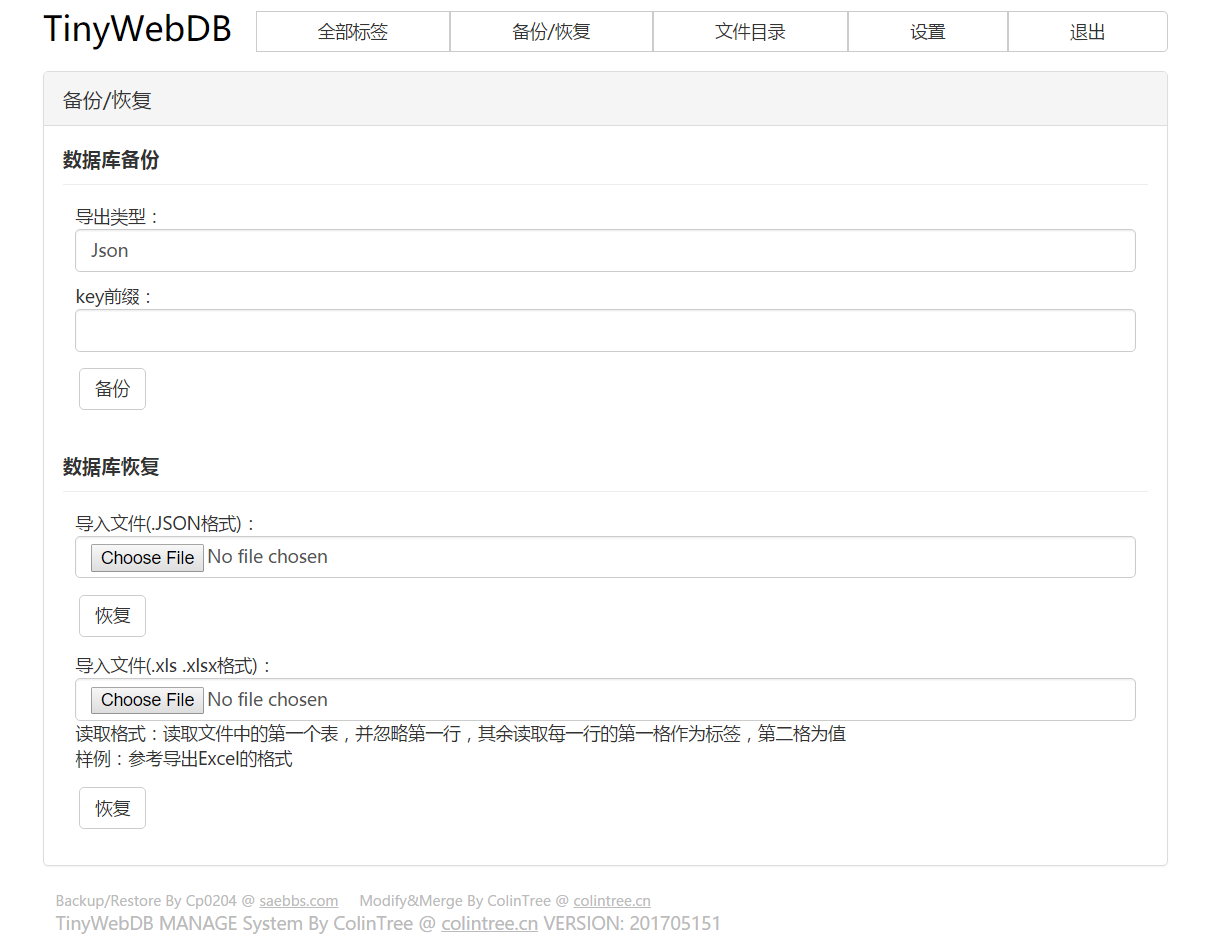 TinyWebDB 全部标签 备份/恢复 文件目录 设置 退出
备份/恢复
数据库备份
导出类型：
Json
key前缀：
备份
数据库恢复
导入文件(.JSON格式)：
Choose File No file chosen
恢复
导入文件(.xls .xlsx格式)：
Choose File No file chosen
读取格式：读取文件中的第一个表，并忽略第一行，其余读取每一行的第一格作为标签，第二格为值
样例：参考导出Excel的格式
恢复
Backup/Restore By Cp0204 @ saebbs.com Modify&Merge By ColinTree @ colintree.cn
TinyWebDB MANAGE System By ColinTree @ colintree.cn VERSION: 201705151